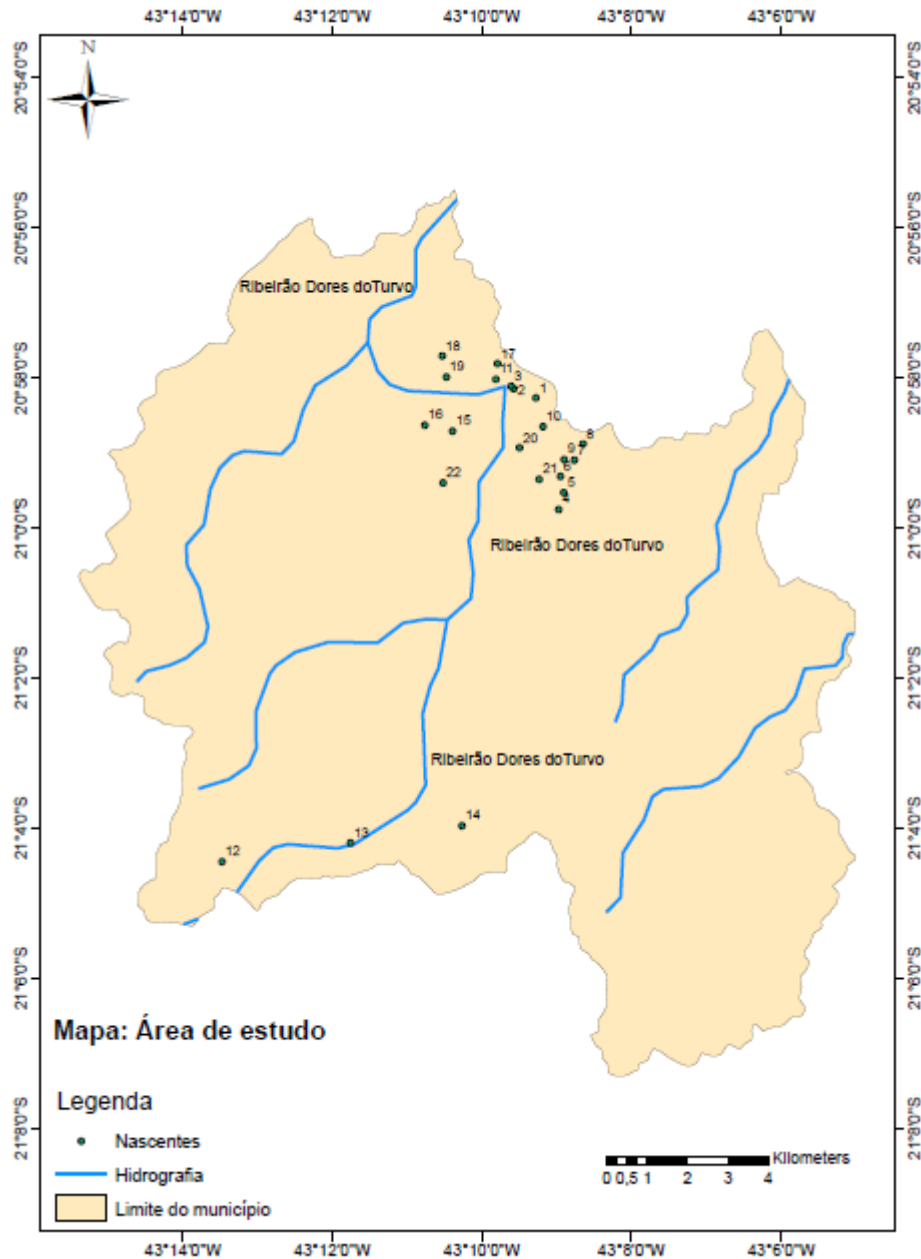 43°14'0"W 43°12'0"W 43°10'0"W 43°8'0"W 43°6'0"W
N
20°54'0"S 20°54'0"S
20°56'0"S 20°56'0"S
Ribeirão Dores doTurvo
18
17
20°58'0"S 20°58'0"S
19
11
3
2
1
16
15
10
20
8
9
7
22
21
6
5
4
21°0'0"S 21°0'0"S
Ribeirão Dores doTurvo
21°2'0"S 21°2'0"S
Ribeirão Dores doTurvo
14
21°4'0"S 21°4'0"S
13
12
21°6'0"S 21°6'0"S
Mapa: Área de estudo
Legenda
21°8'0"S 21°8'0"S
Nascentes
Hidrografia
Limite do município
Kilometers
0 0,5 1 2 3 4
43°14'0"W 43°12'0"W 43°10'0"W 43°8'0"W 43°6'0"W